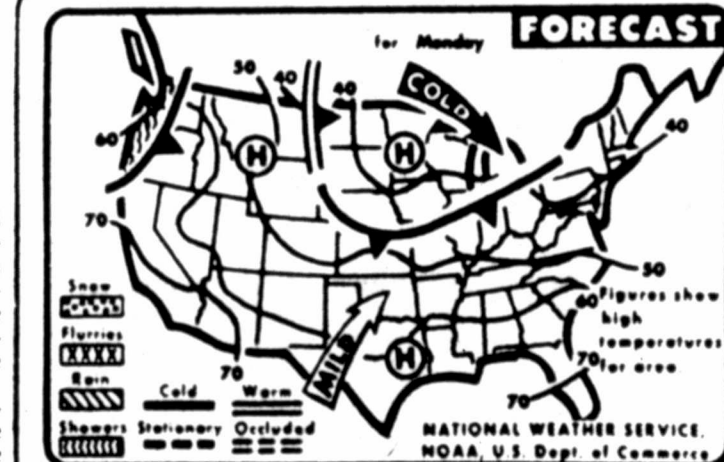 FORECAST
for Monday
50
40
40
COLD
60
H
H
40
70
50
Snow
60 Figures show
high
temperatures
70 for area
Flurries
Rain
70
MILD
H
Cold Warm
70
Showers Stationary Occluded
NATIONAL WEATHER SERVICE,
NOAA, U.S. Dept. of Commerce